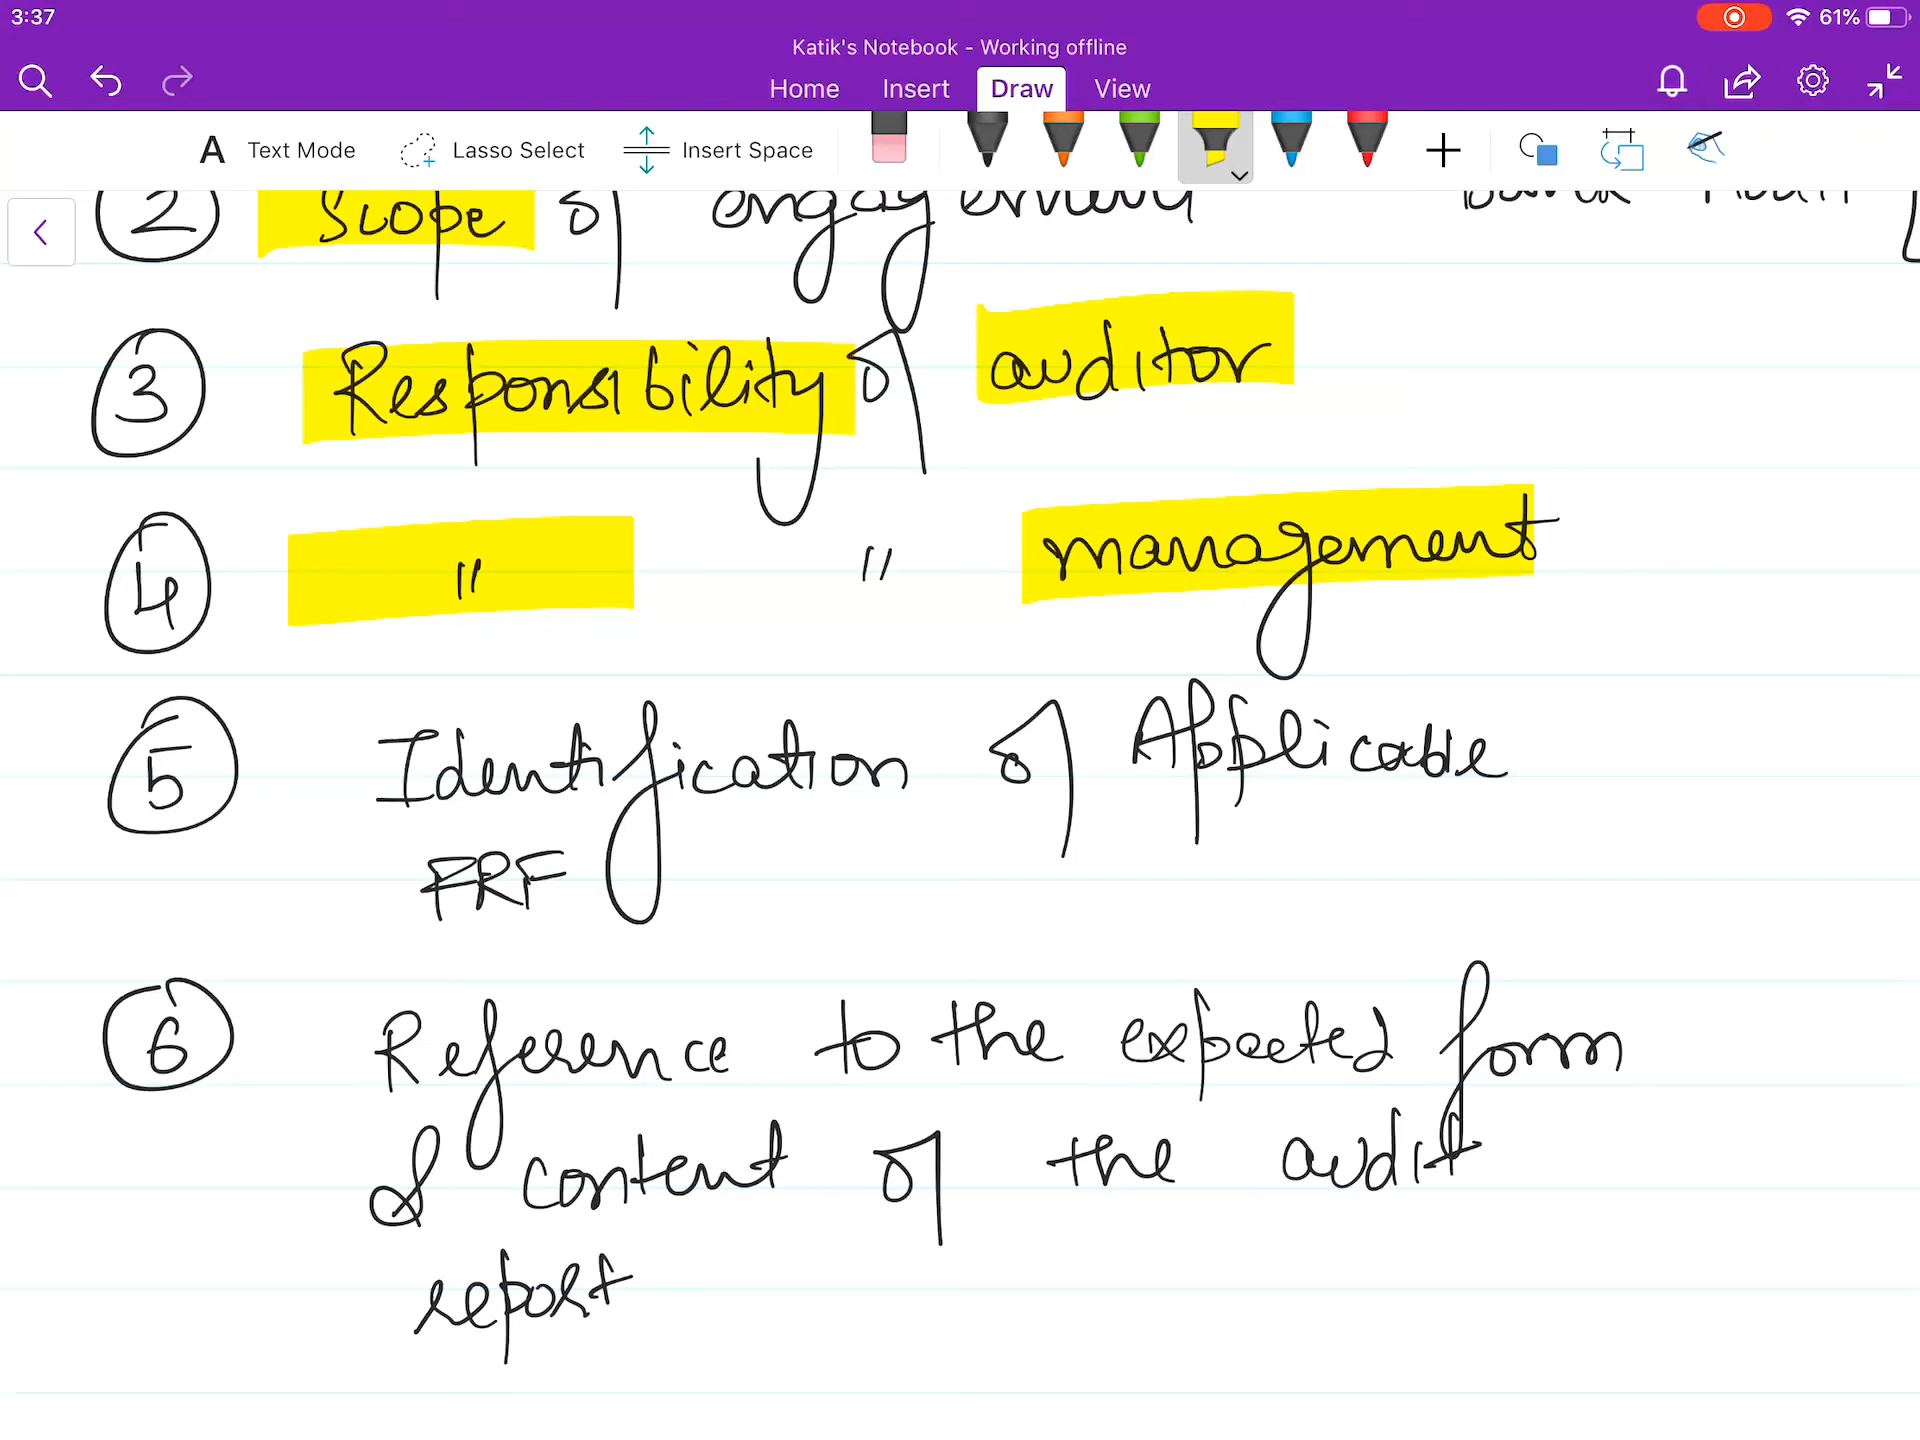 3:37
61%
Katik's Notebook - Working offline
Home Insert Draw View
A Text Mode Lasso Select Insert Space
2 Scope of engagement
3 Responsibility of auditor
4 " " management
5 Identification of Applicable
FRF
6 Reference to the expected form
& content of the audit
report